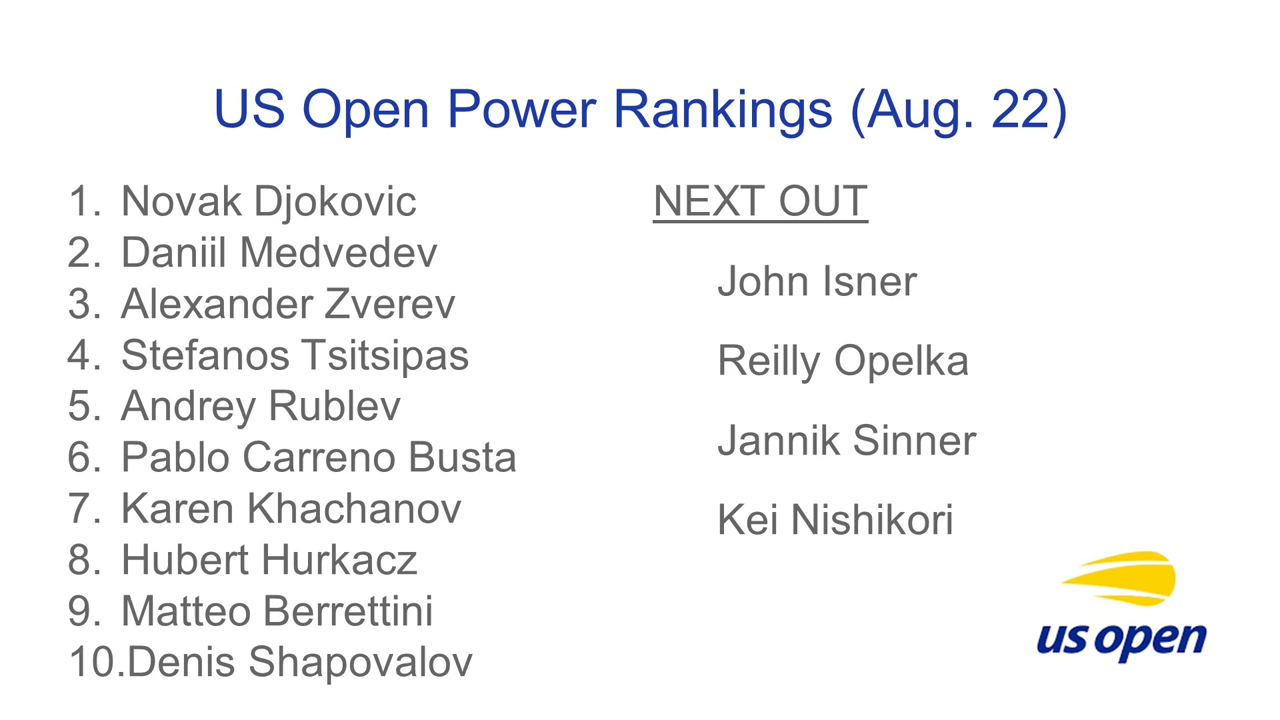 US Open Power Rankings (Aug. 22)
1. Novak Djokovic
2. Daniil Medvedev
3. Alexander Zverev
4. Stefanos Tsitsipas
5. Andrey Rublev
6. Pablo Carreno Busta
7. Karen Khachanov
8. Hubert Hurkacz
9. Matteo Berrettini
10.Denis Shapovalov
NEXT OUT
John Isner
Reilly Opelka
Jannik Sinner
Kei Nishikori
us open